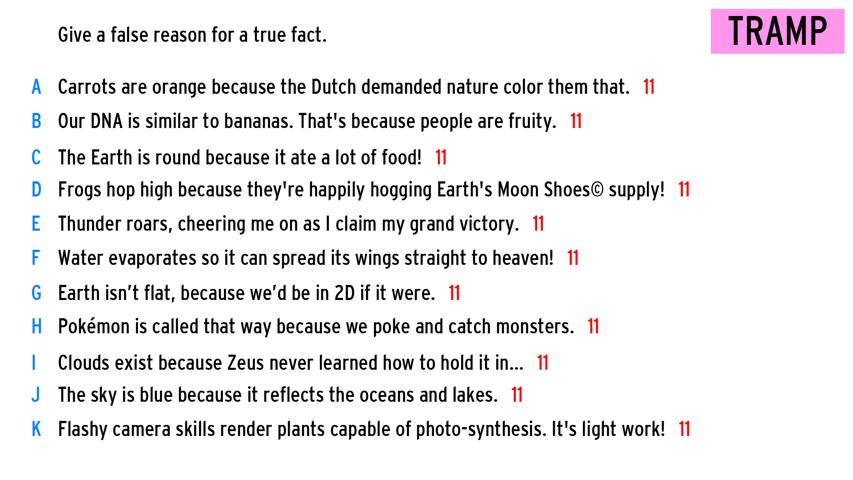 Give a false reason for a true fact.
TRAMP
A Carrots are orange because the Dutch demanded nature color them that. 11
B Our DNA is similar to bananas. That's because people are fruity. 11
C The Earth is round because it ate a lot of food! 11
D Frogs hop high because they're happily hogging Earth's Moon Shoes© supply! 11
E Thunder roars, cheering me on as I claim my grand victory. 11
F Water evaporates so it can spread its wings straight to heaven! 11
G Earth isn’t flat, because we’d be in 2D if it were. 11
H Pokémon is called that way because we poke and catch monsters. 11
I Clouds exist because Zeus never learned how to hold it in... 11
J The sky is blue because it reflects the oceans and lakes. 11
K Flashy camera skills render plants capable of photo-synthesis. It's light work! 11